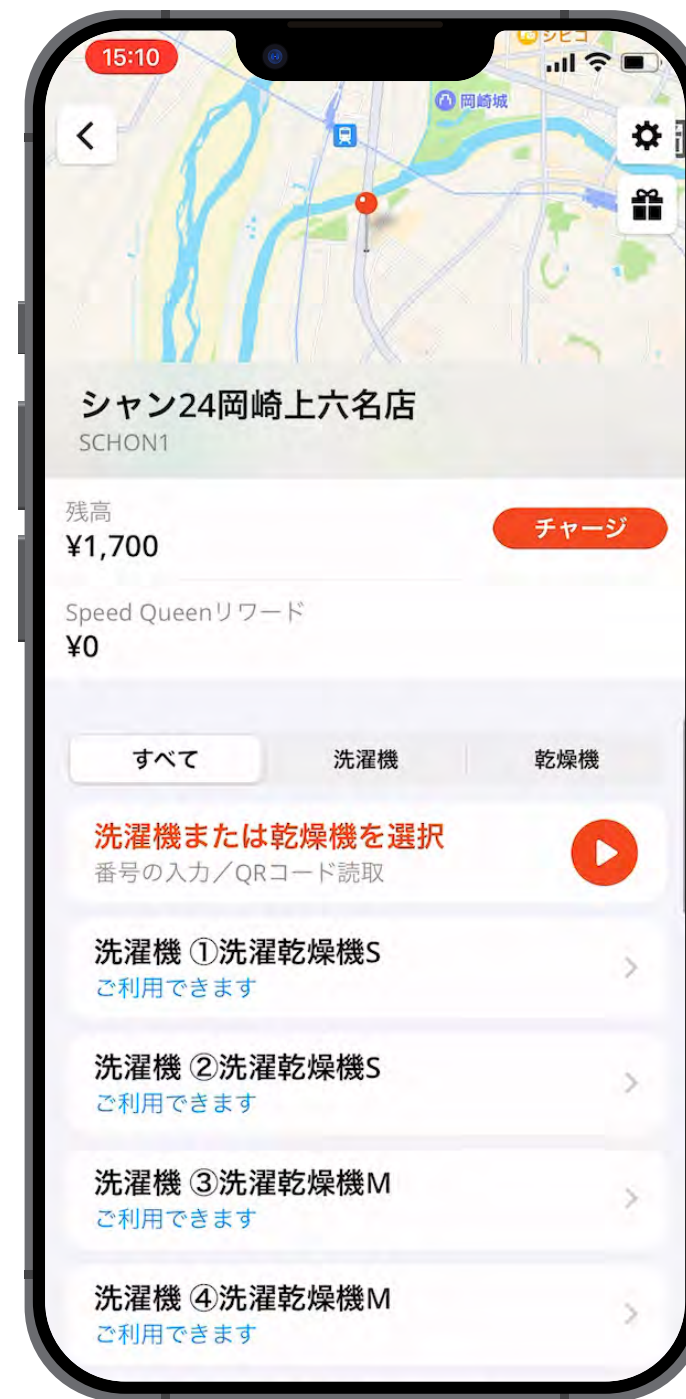 15:10
シビコ
岡崎城
シャン24岡崎上六名店
SCHON1
残高
¥1,700
チャージ
Speed Queenリワード
¥0
すべて
洗濯機
乾燥機
洗濯機または乾燥機を選択
番号の入力／QRコード読取
洗濯機 ①洗濯乾燥機S
ご利用できます
洗濯機 ②洗濯乾燥機S
ご利用できます
洗濯機 ③洗濯乾燥機M
ご利用できます
洗濯機 ④洗濯乾燥機M
ご利用できます